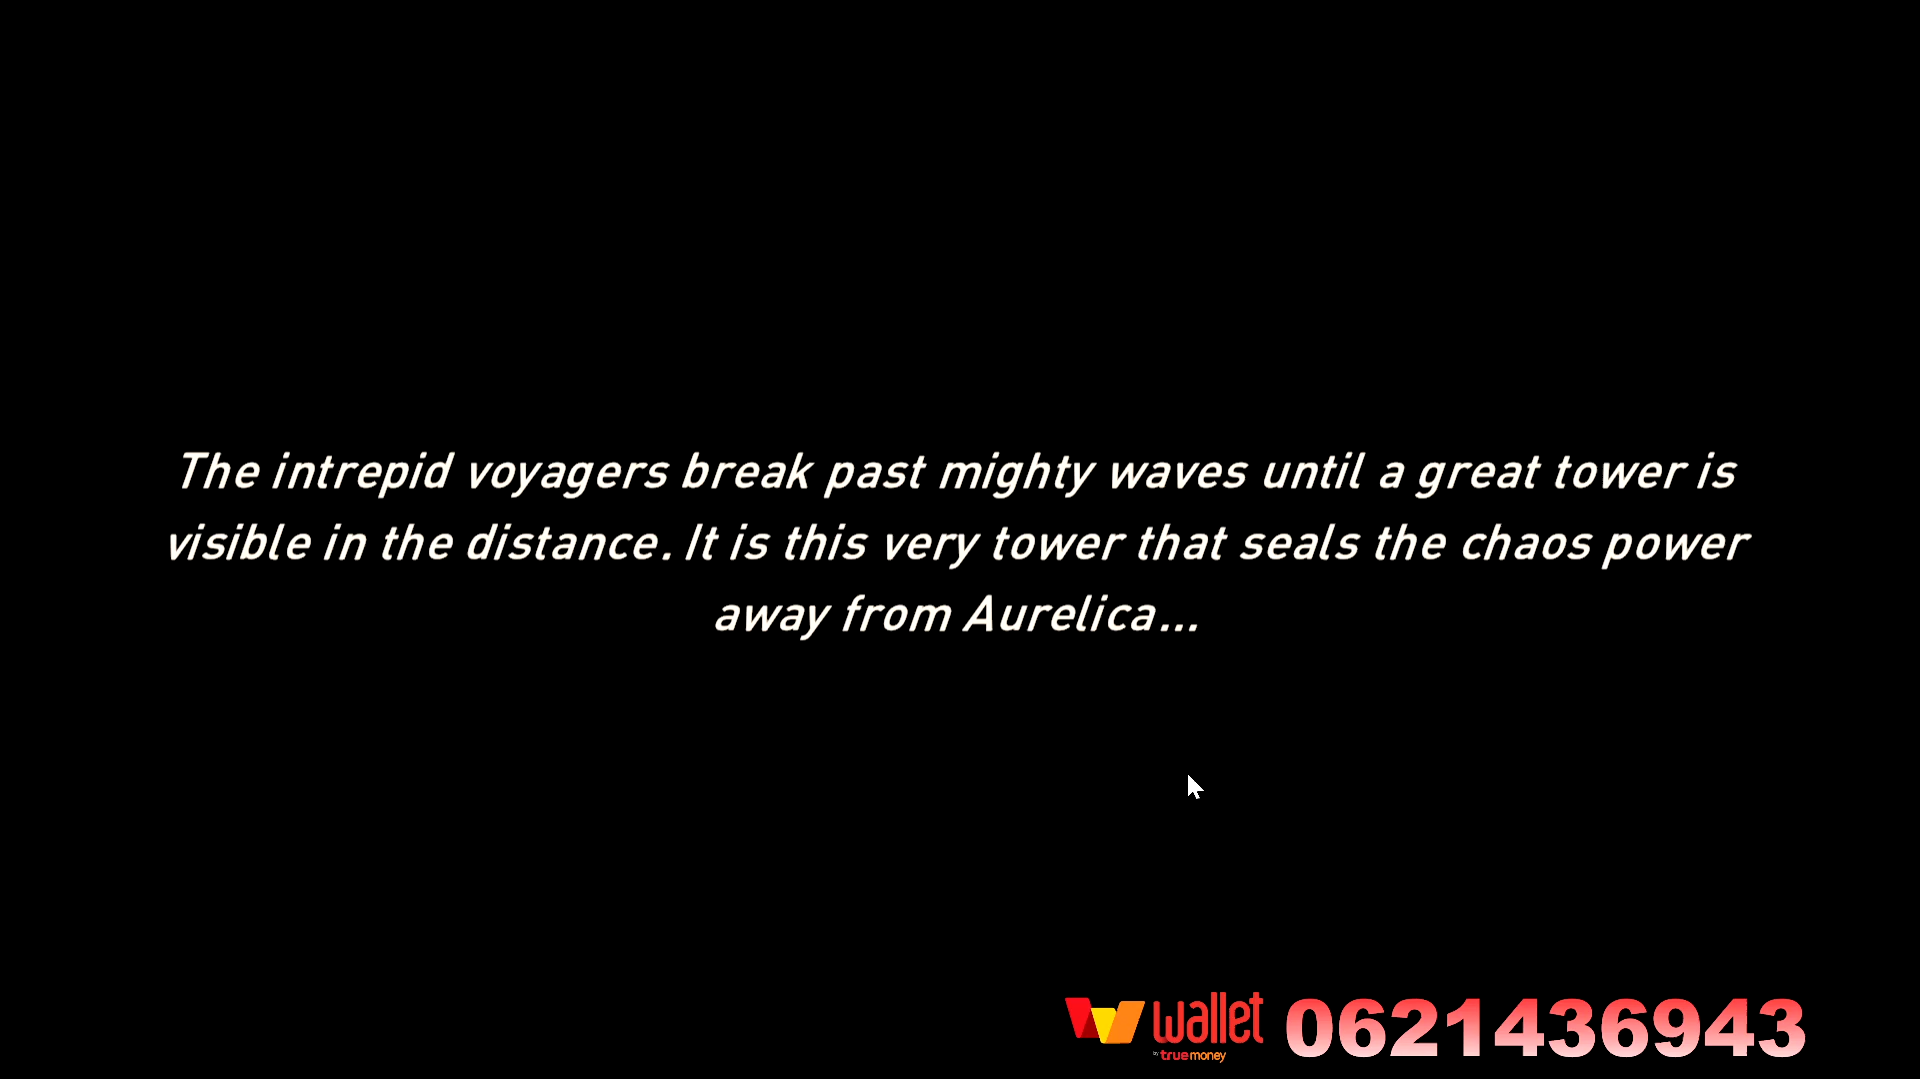 The intrepid voyagers break past mighty waves until a great tower is
visible in the distance. It is this very tower that seals the chaos power
away from Aurelica...
wallet 0621436943
by truemoney